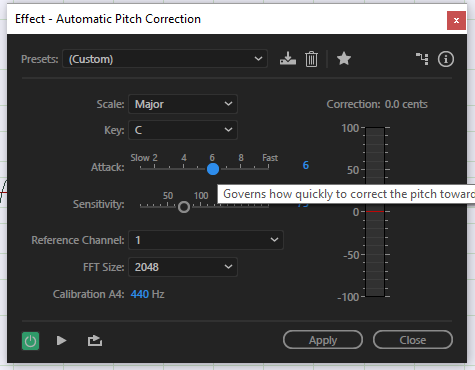 Effect - Automatic Pitch Correction
Presets: (Custom)
Scale: Major
Correction: 0.0 cents
Key: C
100
Slow 2 4 6 8 Fast
Attack: 6
50
Governs how quickly to correct the pitch towar
50 100
Sensitivity:
0
Reference Channel: 1
-50
FFT Size: 2048
Calibration A4: 440 Hz
-100
Apply
Close